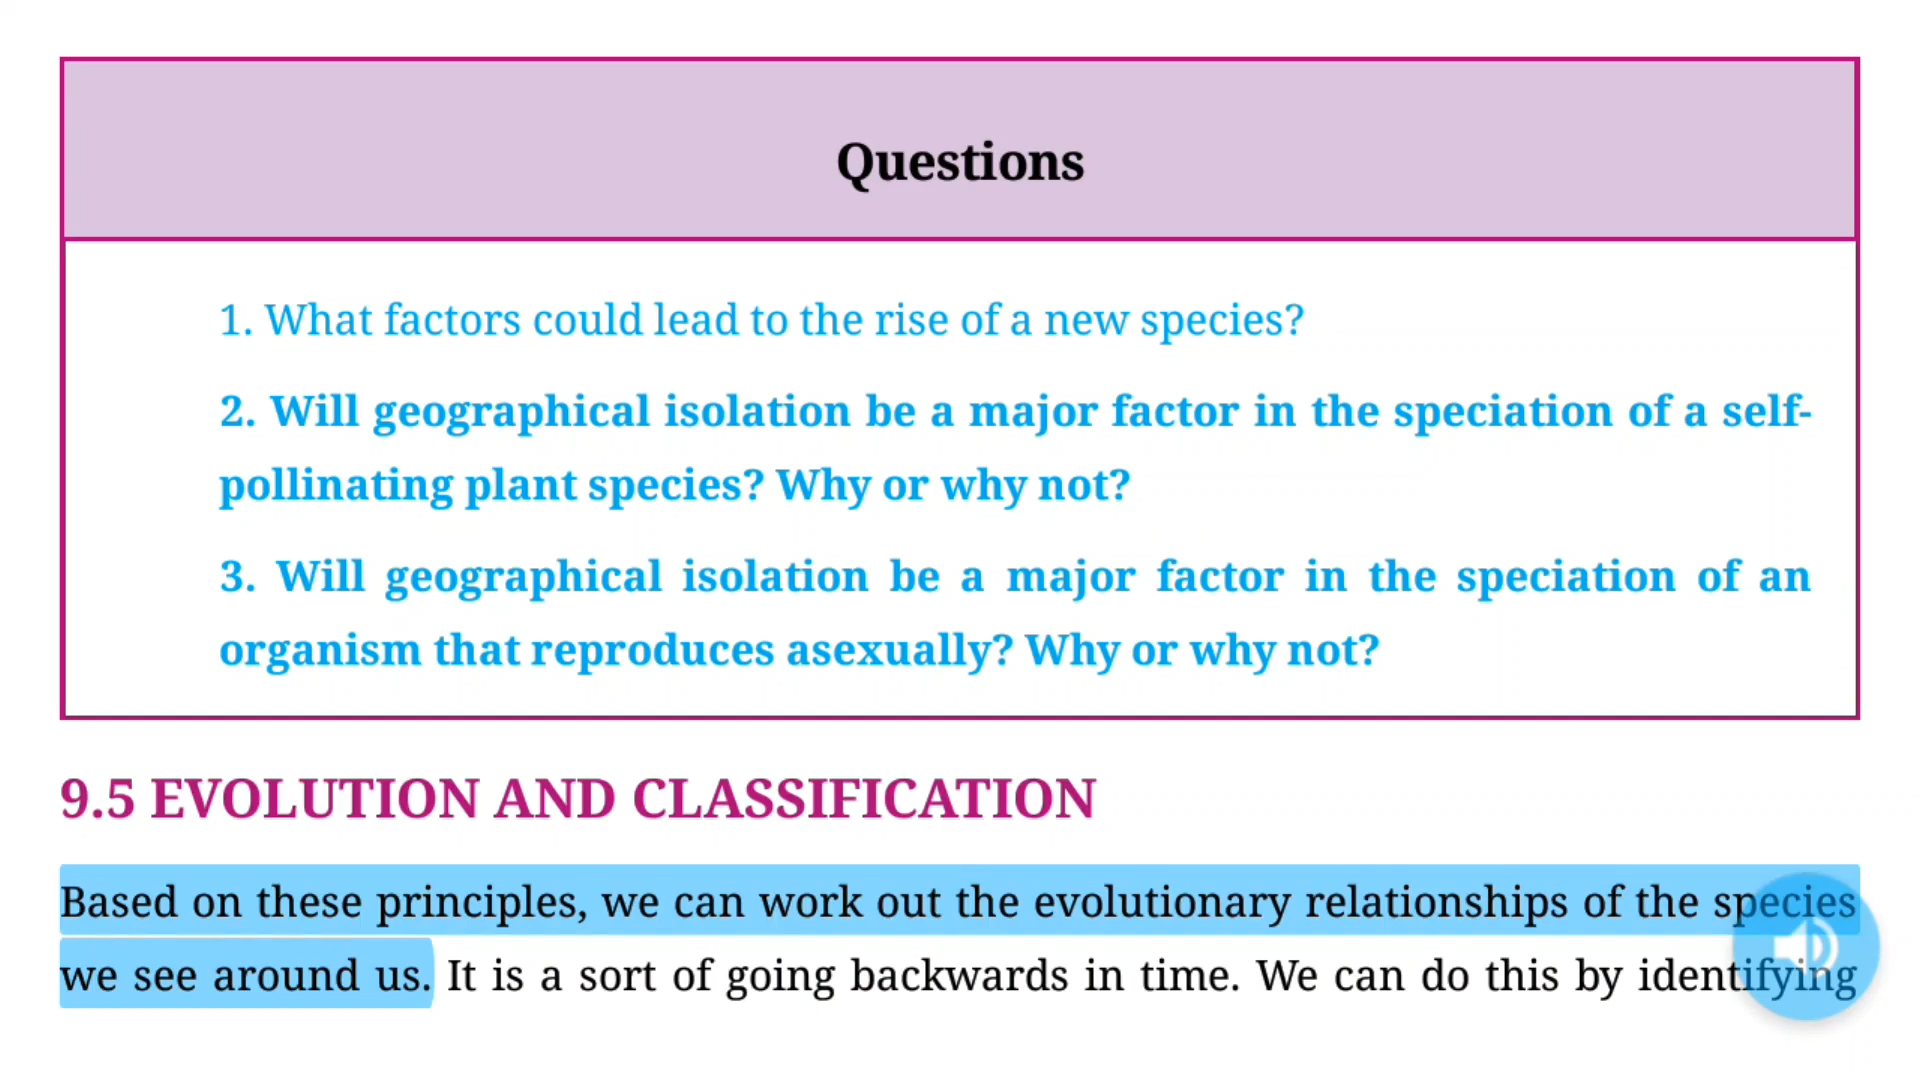 Questions
1. What factors could lead to the rise of a new species?
2. Will geographical isolation be a major factor in the speciation of a self-
pollinating plant species? Why or why not?
3. Will geographical isolation be a major factor in the speciation of an
organism that reproduces asexually? Why or why not?
9.5 EVOLUTION AND CLASSIFICATION
Based on these principles, we can work out the evolutionary relationships of the species
we see around us. It is a sort of going backwards in time. We can do this by identifying